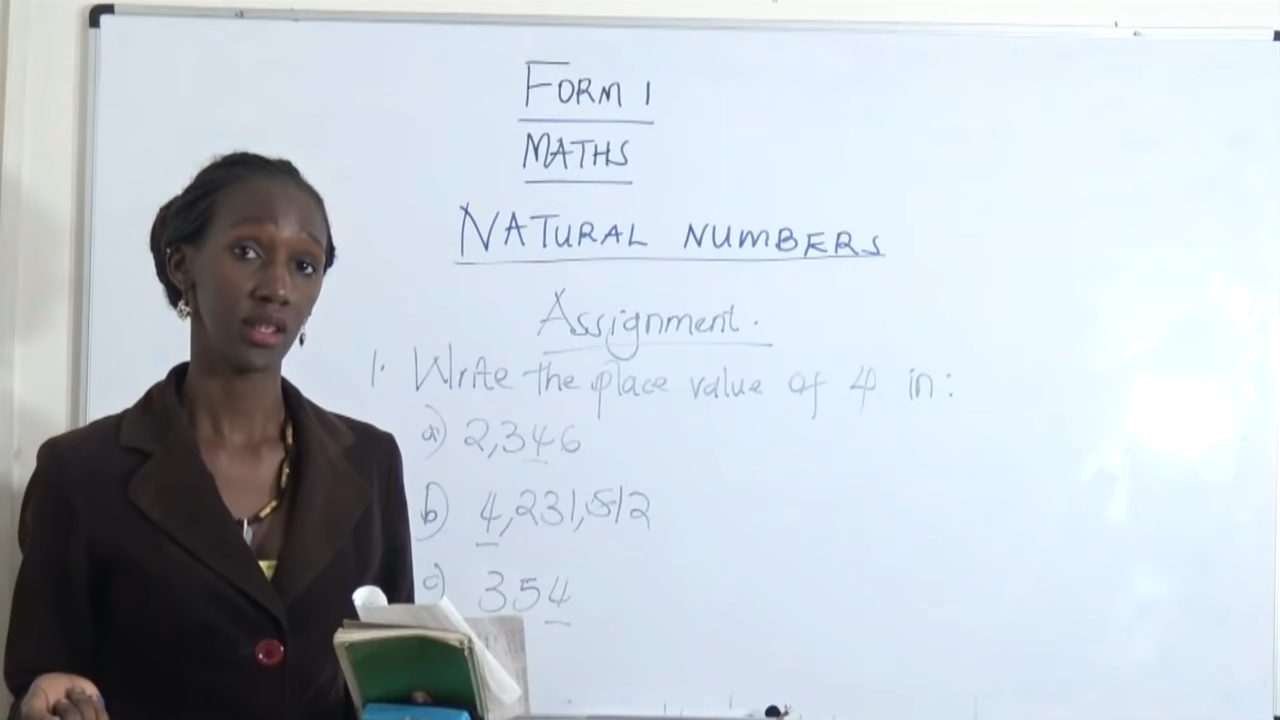 FORM 1
MATHS
NATURAL NUMBERS
Assignment.
1. Write the place value of 4 in:
a) 2,346
b) 4,231,512
c) 354